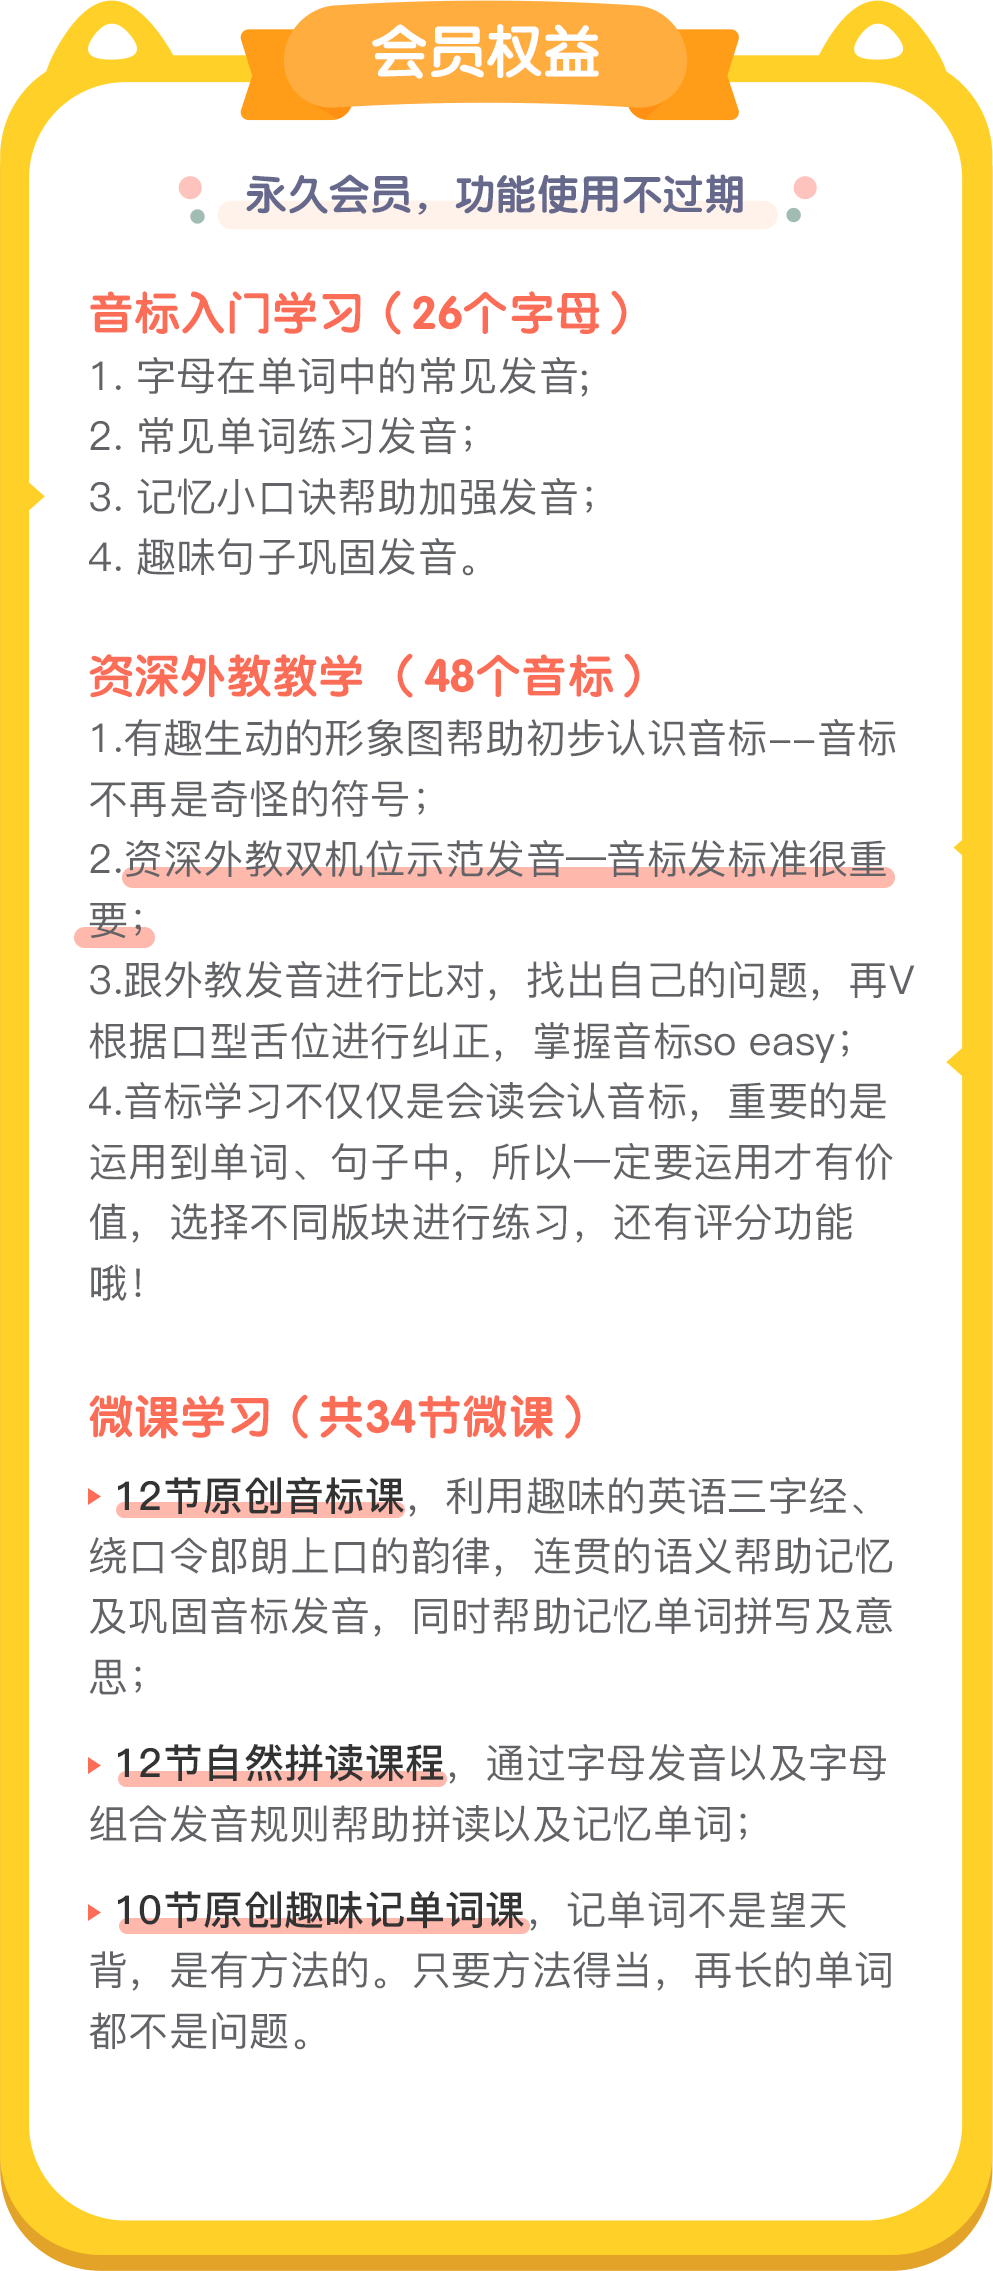 会员权益
永久会员，功能使用不过期
音标入门学习（26个字母）
1. 字母在单词中的常见发音;
2. 常见单词练习发音；
3. 记忆小口诀帮助加强发音；
4. 趣味句子巩固发音。
资深外教教学 （48个音标）
1.有趣生动的形象图帮助初步认识音标--音标
不再是奇怪的符号；
2.资深外教双机位示范发音—音标发标准很重
要；
3.跟外教发音进行比对，找出自己的问题，再V
根据口型舌位进行纠正，掌握音标so easy；
4.音标学习不仅仅是会读会认音标，重要的是
运用到单词、句子中，所以一定要运用才有价
值，选择不同版块进行练习，还有评分功能
哦！
微课学习（共34节微课）
12节原创音标课，利用趣味的英语三字经、
绕口令郎朗上口的韵律，连贯的语义帮助记忆
及巩固音标发音，同时帮助记忆单词拼写及意
思；
12节自然拼读课程，通过字母发音以及字母
组合发音规则帮助拼读以及记忆单词；
10节原创趣味记单词课，记单词不是望天
背，是有方法的。只要方法得当，再长的单词
都不是问题。